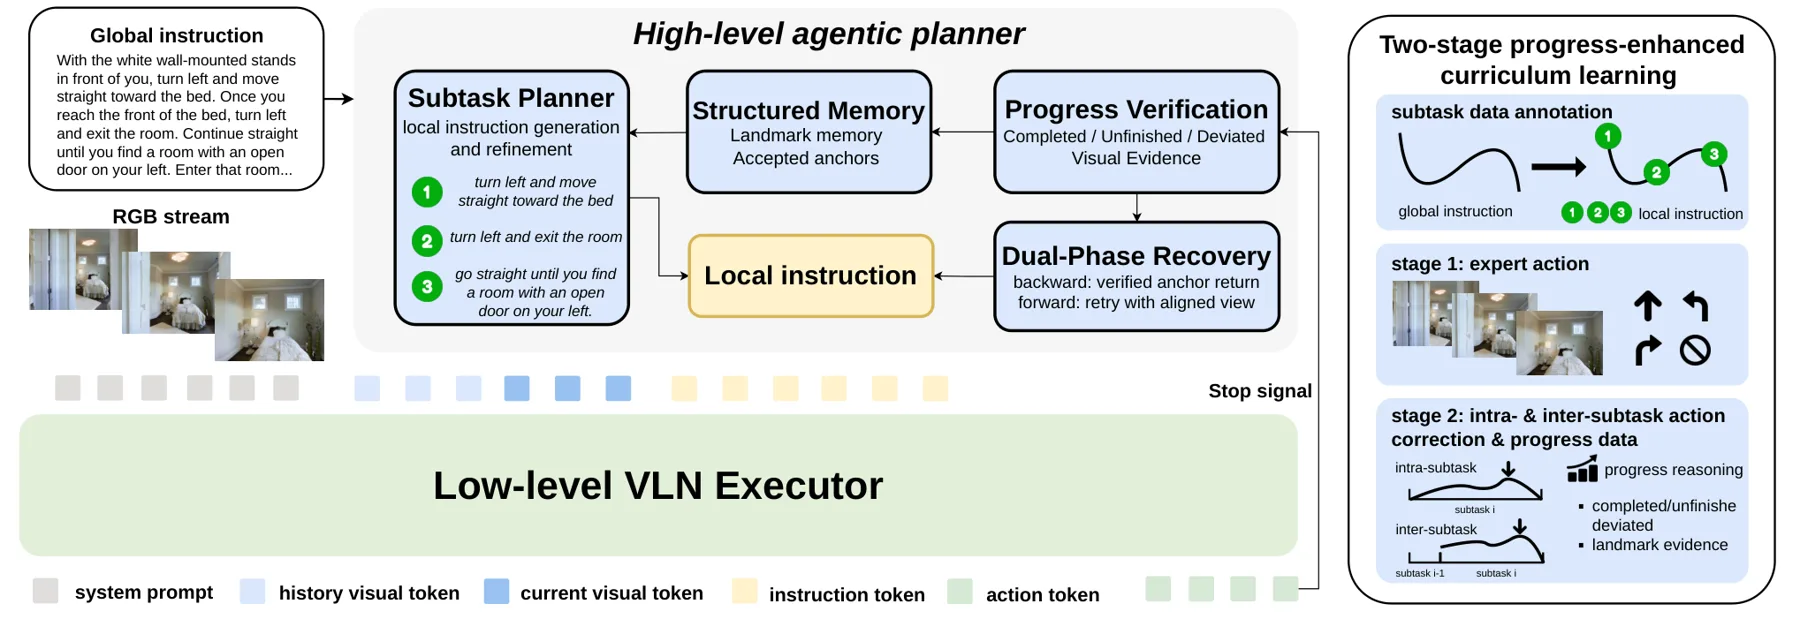 Global instruction
With the white wall-mounted stands
in front of you, turn left and move
straight toward the bed. Once you
reach the front of the bed, turn left
and exit the room. Continue straight
until you find a room with an open
door on your left. Enter that room...
RGB stream
High-level agentic planner
Subtask Planner
local instruction generation
and refinement
1 turn left and move
straight toward the bed
2 turn left and exit the room
3 go straight until you find
a room with an open
door on your left.
Structured Memory
Landmark memory
Accepted anchors
Progress Verification
Completed / Unfinished / Deviated
Visual Evidence
Local instruction
Dual-Phase Recovery
backward: verified anchor return
forward: retry with aligned view
Stop signal
Low-level VLN Executor
system prompt
history visual token
current visual token
instruction token
action token
Two-stage progress-enhanced
curriculum learning
subtask data annotation
1
2
3
global instruction
1 2 3 local instruction
stage 1: expert action
stage 2: intra- & inter-subtask action
correction & progress data
intra-subtask
subtask i
inter-subtask
subtask i-1
subtask i
progress reasoning
▪ completed/unfinishe
deviated
▪ landmark evidence